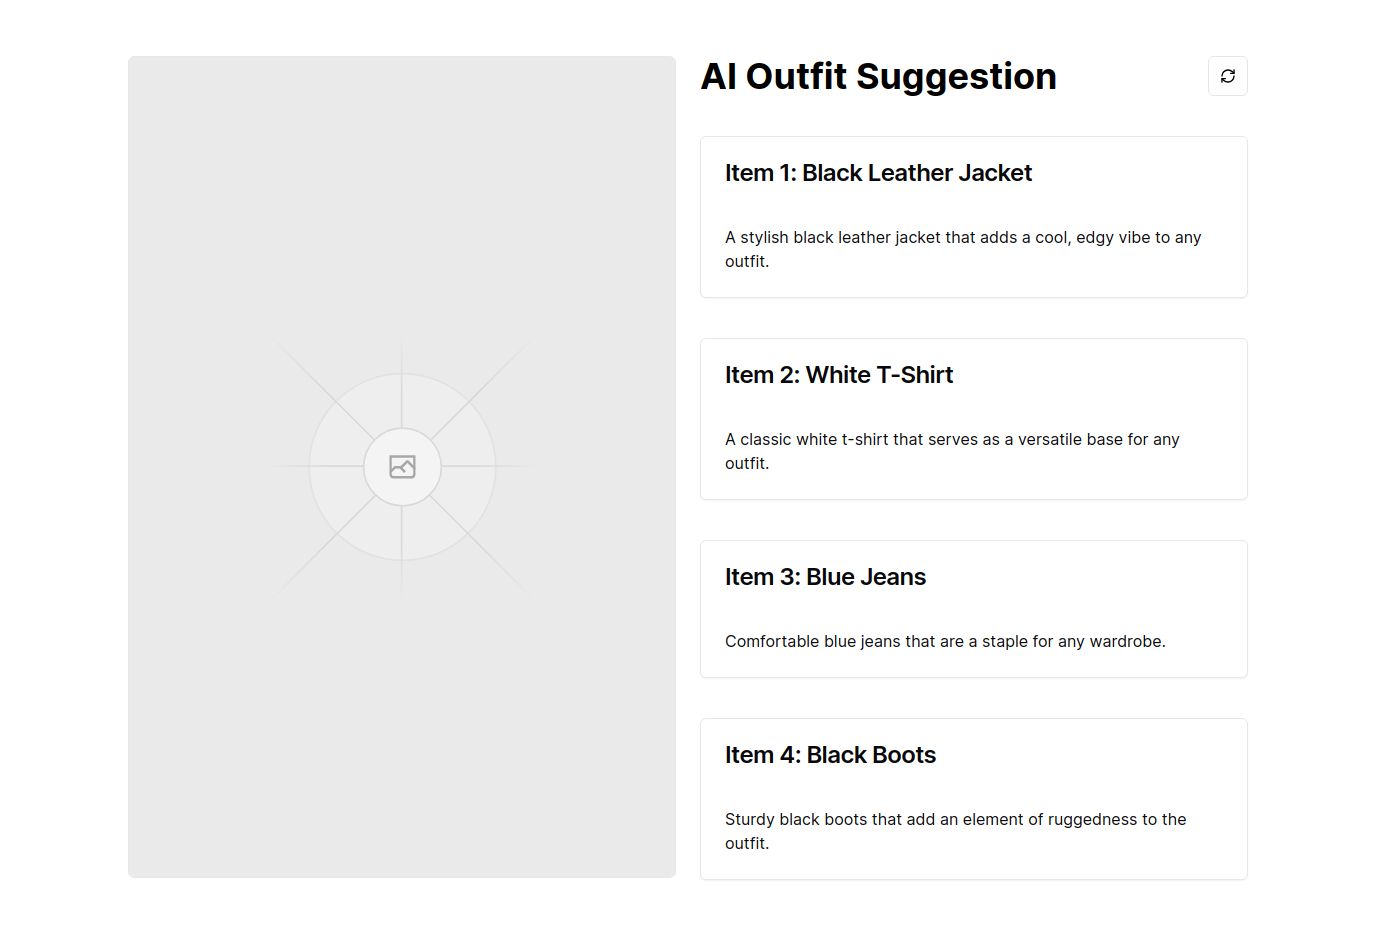 AI Outfit Suggestion
Item 1: Black Leather Jacket
A stylish black leather jacket that adds a cool, edgy vibe to any
outfit.
Item 2: White T-Shirt
A classic white t-shirt that serves as a versatile base for any
outfit.
Item 3: Blue Jeans
Comfortable blue jeans that are a staple for any wardrobe.
Item 4: Black Boots
Sturdy black boots that add an element of ruggedness to the
outfit.